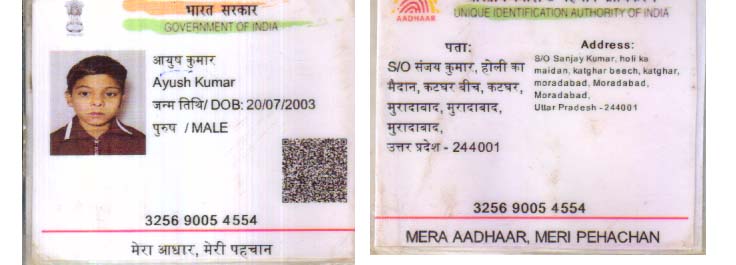 भारत सरकार
GOVERNMENT OF INDIA
आयुष कुमार
Ayush Kumar
जन्म तिथि/ DOB: 20/07/2003
पुरुष / MALE
3256 9005 4554
मेरा आधार, मेरी पहचान
AADHAAR
UNIQUE IDENTIFICATION AUTHORITY OF INDIA
पता:
S/O संजय कुमार, होली का
मैदान, कटघर बीच, कटघर,
मुरादाबाद, मुरादाबाद,
मुरादाबाद,
उत्तर प्रदेश - 244001
Address:
S/O Sanjay Kumar, holi ka
maidan, katghar beech, katghar,
moradabad, Moradabad,
Moradabad,
Uttar Pradesh - 244001
3256 9005 4554
MERA AADHAAR, MERI PEHACHAN